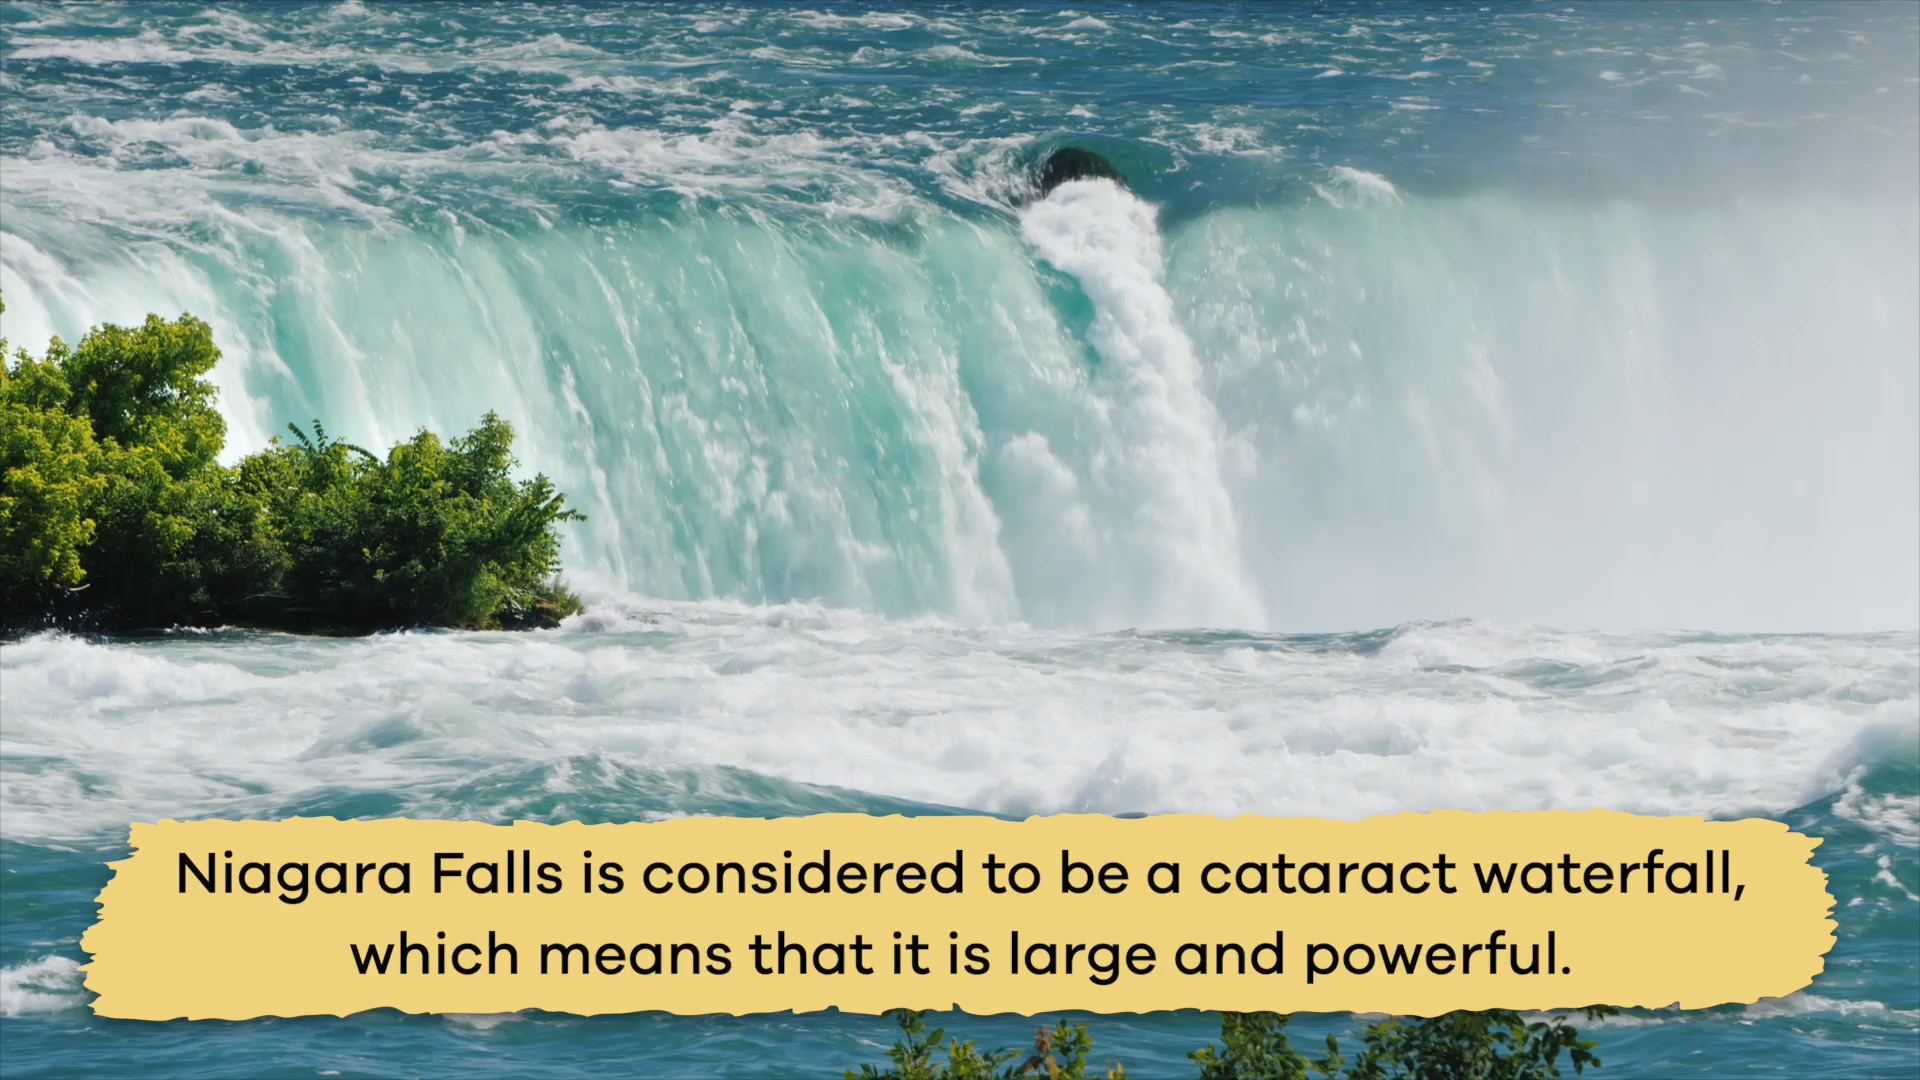 Niagara Falls is considered to be a cataract waterfall,
which means that it is large and powerful.